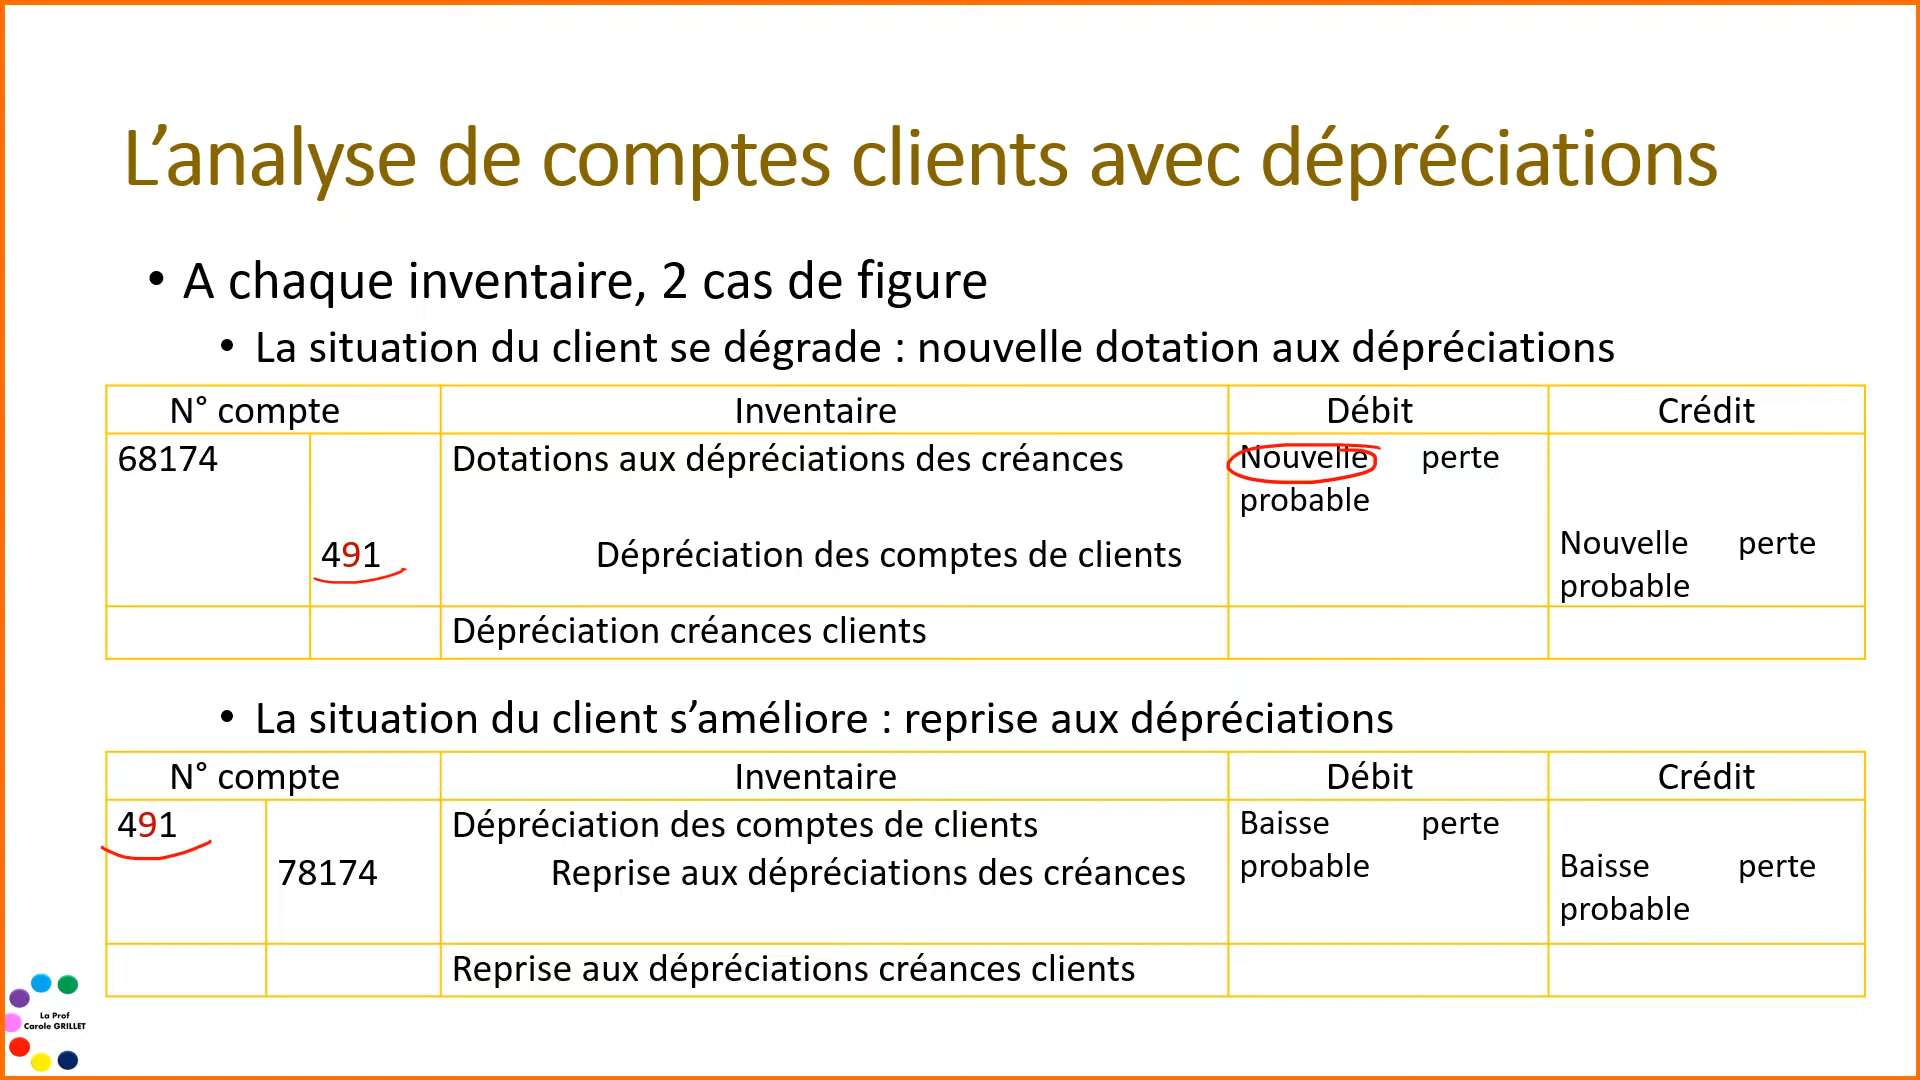 L’analyse de comptes clients avec dépréciations
• A chaque inventaire, 2 cas de figure
• La situation du client se dégrade : nouvelle dotation aux dépréciations
N° compte Inventaire Débit Crédit
68174 Dotations aux dépréciations des créances Nouvelle perte
probable
491 Dépréciation des comptes de clients Nouvelle perte
probable
Dépréciation créances clients
• La situation du client s’améliore : reprise aux dépréciations
N° compte Inventaire Débit Crédit
491 Dépréciation des comptes de clients Baisse perte
probable
78174 Reprise aux dépréciations des créances Baisse perte
probable
Reprise aux dépréciations créances clients
La Prof
Carole GRILLET